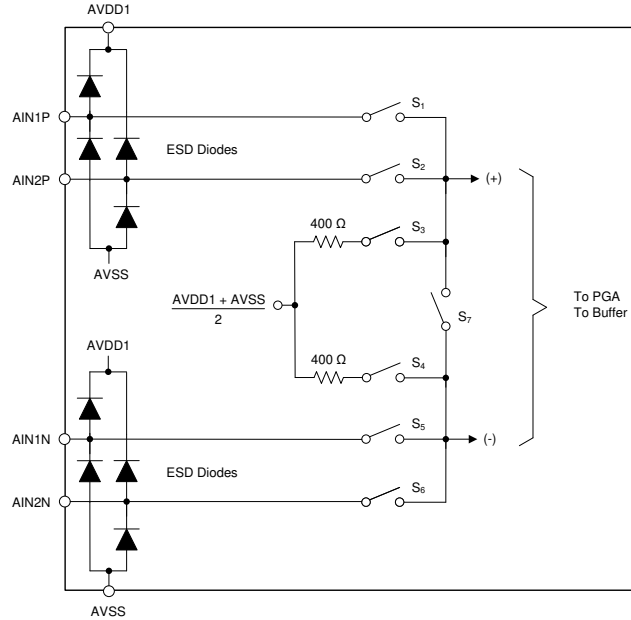 AVDD1
AIN1P
S₁
ESD Diodes
AIN2P
S₂
(+)
400 Ω
S₃
AVSS
AVDD1 + AVSS
2
To PGA
To Buffer
S₇
AVDD1
400 Ω
S₄
AIN1N
S₅
(-)
ESD Diodes
AIN2N
S₆
AVSS